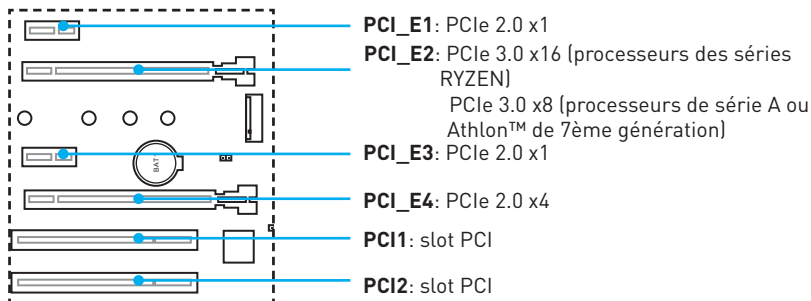 PCI_E1: PCIe 2.0 x1
PCI_E2: PCIe 3.0 x16 (processeurs des séries
RYZEN)
PCIe 3.0 x8 (processeurs de série A ou
Athlon™ de 7ème génération)
BAT1
PCI_E3: PCIe 2.0 x1
PCI_E4: PCIe 2.0 x4
PCI1: slot PCI
PCI2: slot PCI